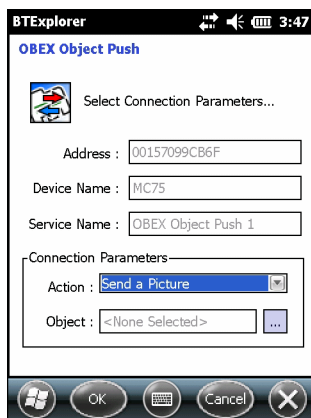 BTExplorer 3:47
OBEX Object Push
Select Connection Parameters...
Address : 00157099CB6F
Device Name : MC75
Service Name : OBEX Object Push 1
Connection Parameters
Action : Send a Picture
Object : <None Selected> ...
OK Cancel